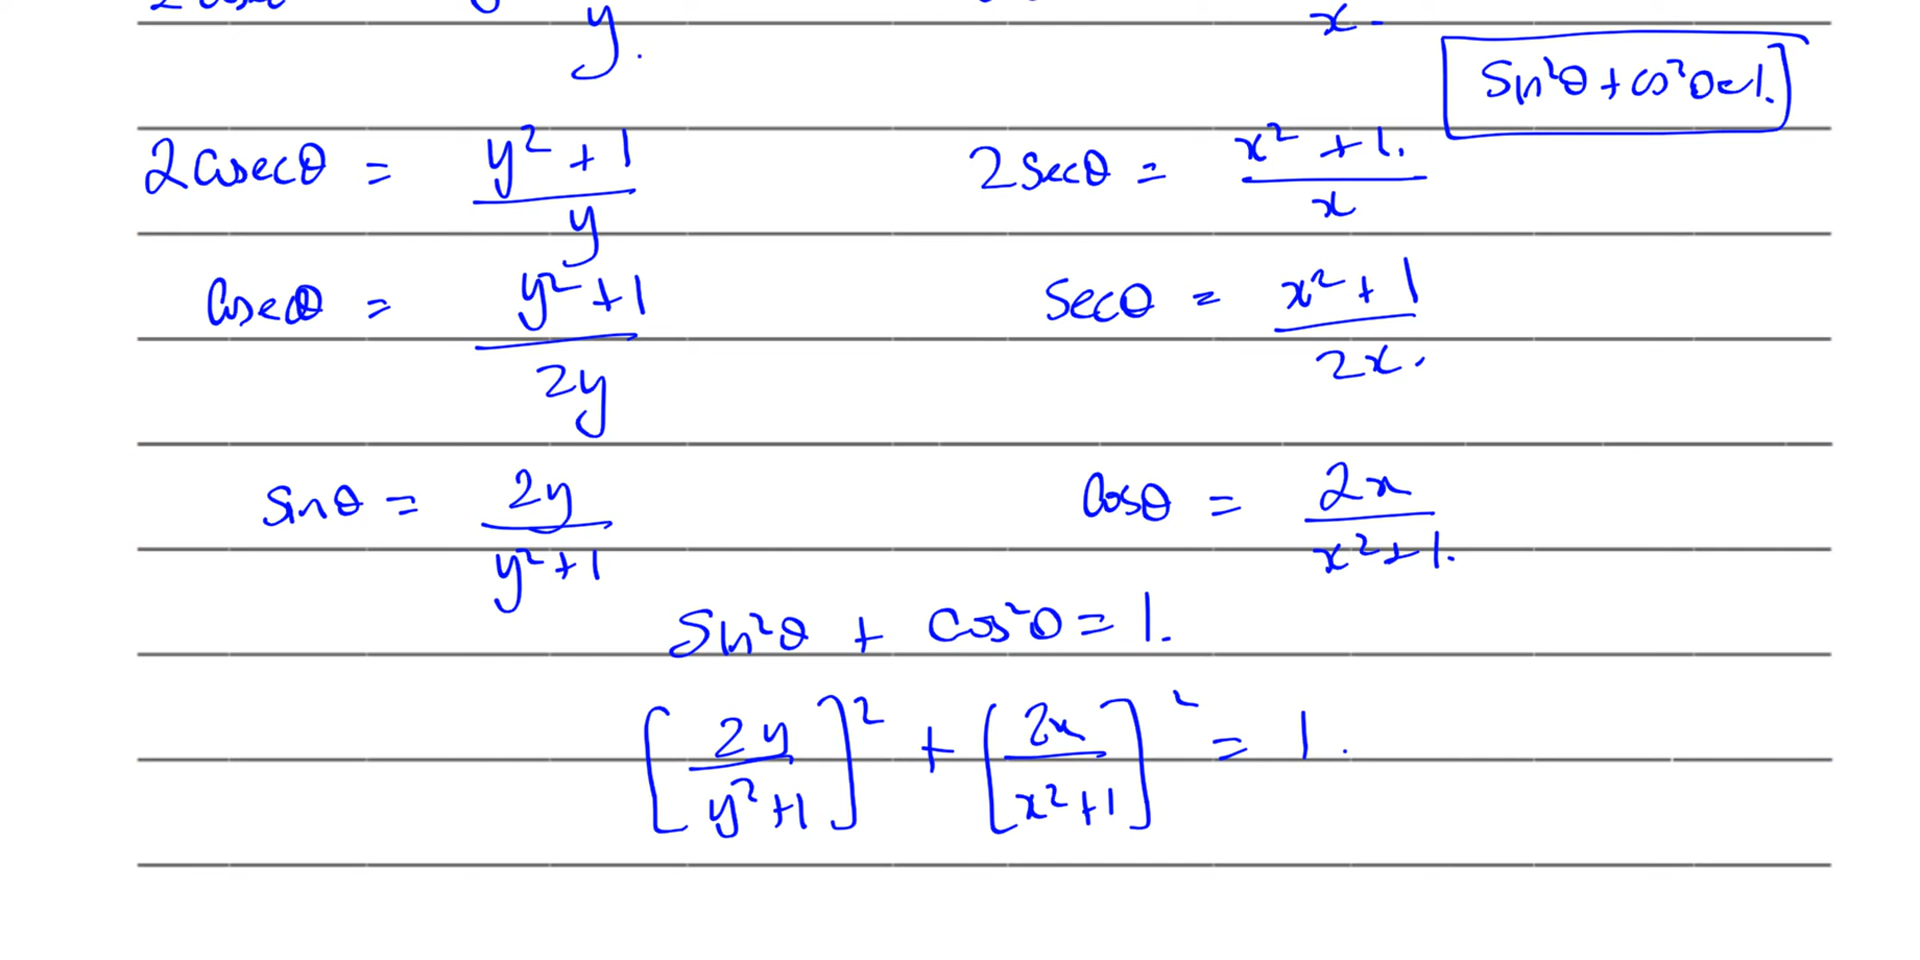 y.
x.
Sin²θ + cos²θ = 1.
2cosecθ = (y² + 1)/y 2secθ = (x² + 1.)/x
cosecθ = (y² + 1)/2y secθ = (x² + 1)/2x.
sinθ = 2y/(y² + 1) cosθ = 2x/(x² + 1.)
Sin²θ + cos²θ = 1.
[2y/(y² + 1)]² + [2x/(x² + 1)]² = 1.